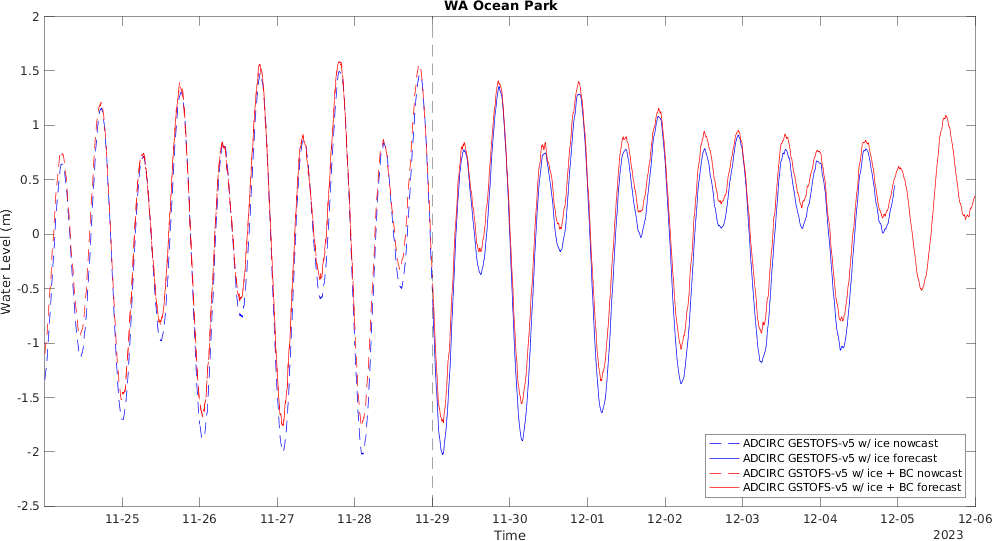 WA Ocean Park
2
1.5
1
0.5
0
-0.5
-1
-1.5
-2
-2.5
Water Level (m)
ADCIRC GESTOFS-v5 w/ ice nowcast
ADCIRC GESTOFS-v5 w/ ice forecast
ADCIRC GSTOFS-v5 w/ ice + BC nowcast
ADCIRC GSTOFS-v5 w/ ice + BC forecast
11-25 11-26 11-27 11-28 11-29 11-30 12-01 12-02 12-03 12-04 12-05 12-06
Time
2023